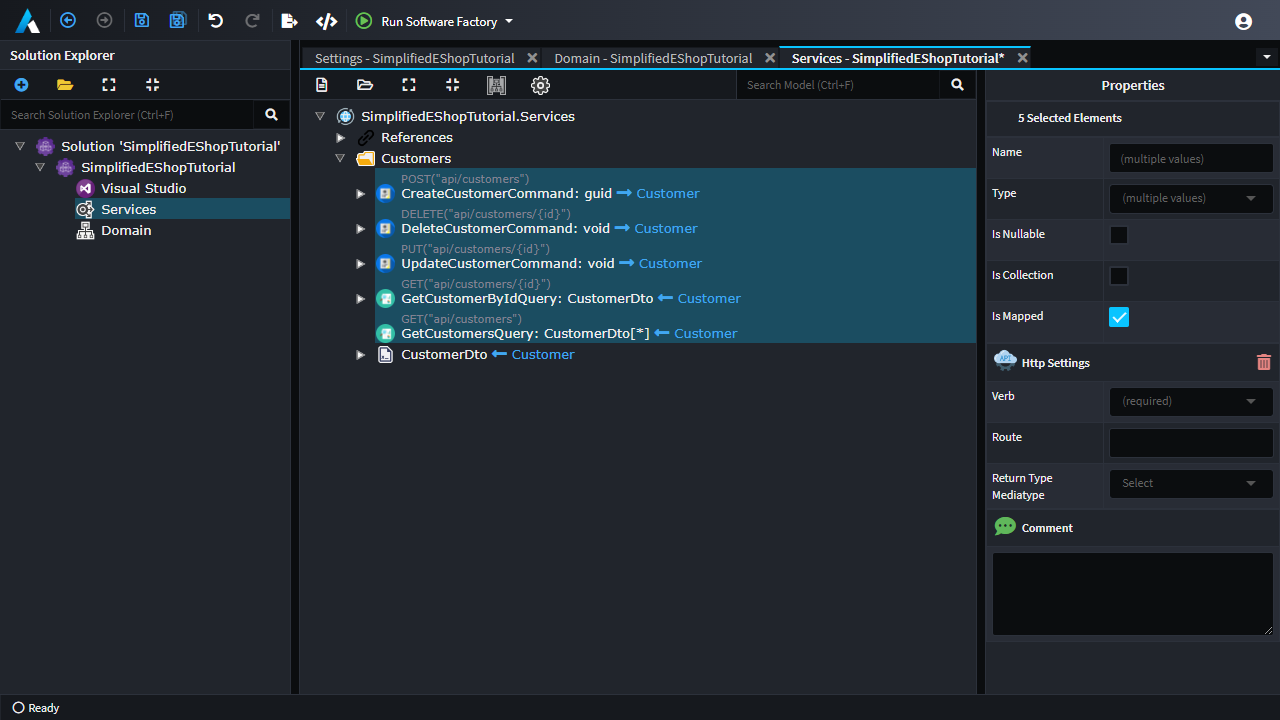 Run Software Factory
Solution Explorer
Search Solution Explorer (Ctrl+F)
Solution 'SimplifiedEShopTutorial'
SimplifiedEShopTutorial
Visual Studio
Services
Domain
Settings - SimplifiedEShopTutorial
Domain - SimplifiedEShopTutorial
Services - SimplifiedEShopTutorial*
Search Model (Ctrl+F)
SimplifiedEShopTutorial.Services
References
Customers
POST("api/customers")
CreateCustomerCommand: guid → Customer
DELETE("api/customers/{id}")
DeleteCustomerCommand: void → Customer
PUT("api/customers/{id}")
UpdateCustomerCommand: void → Customer
GET("api/customers/{id}")
GetCustomerByIdQuery: CustomerDto ← Customer
GET("api/customers")
GetCustomersQuery: CustomerDto[*] ← Customer
CustomerDto ← Customer
Properties
5 Selected Elements
Name
(multiple values)
Type
(multiple values)
Is Nullable
Is Collection
Is Mapped
API
Http Settings
Verb
(required)
Route
Return Type
Mediatype
Select
Comment
Ready